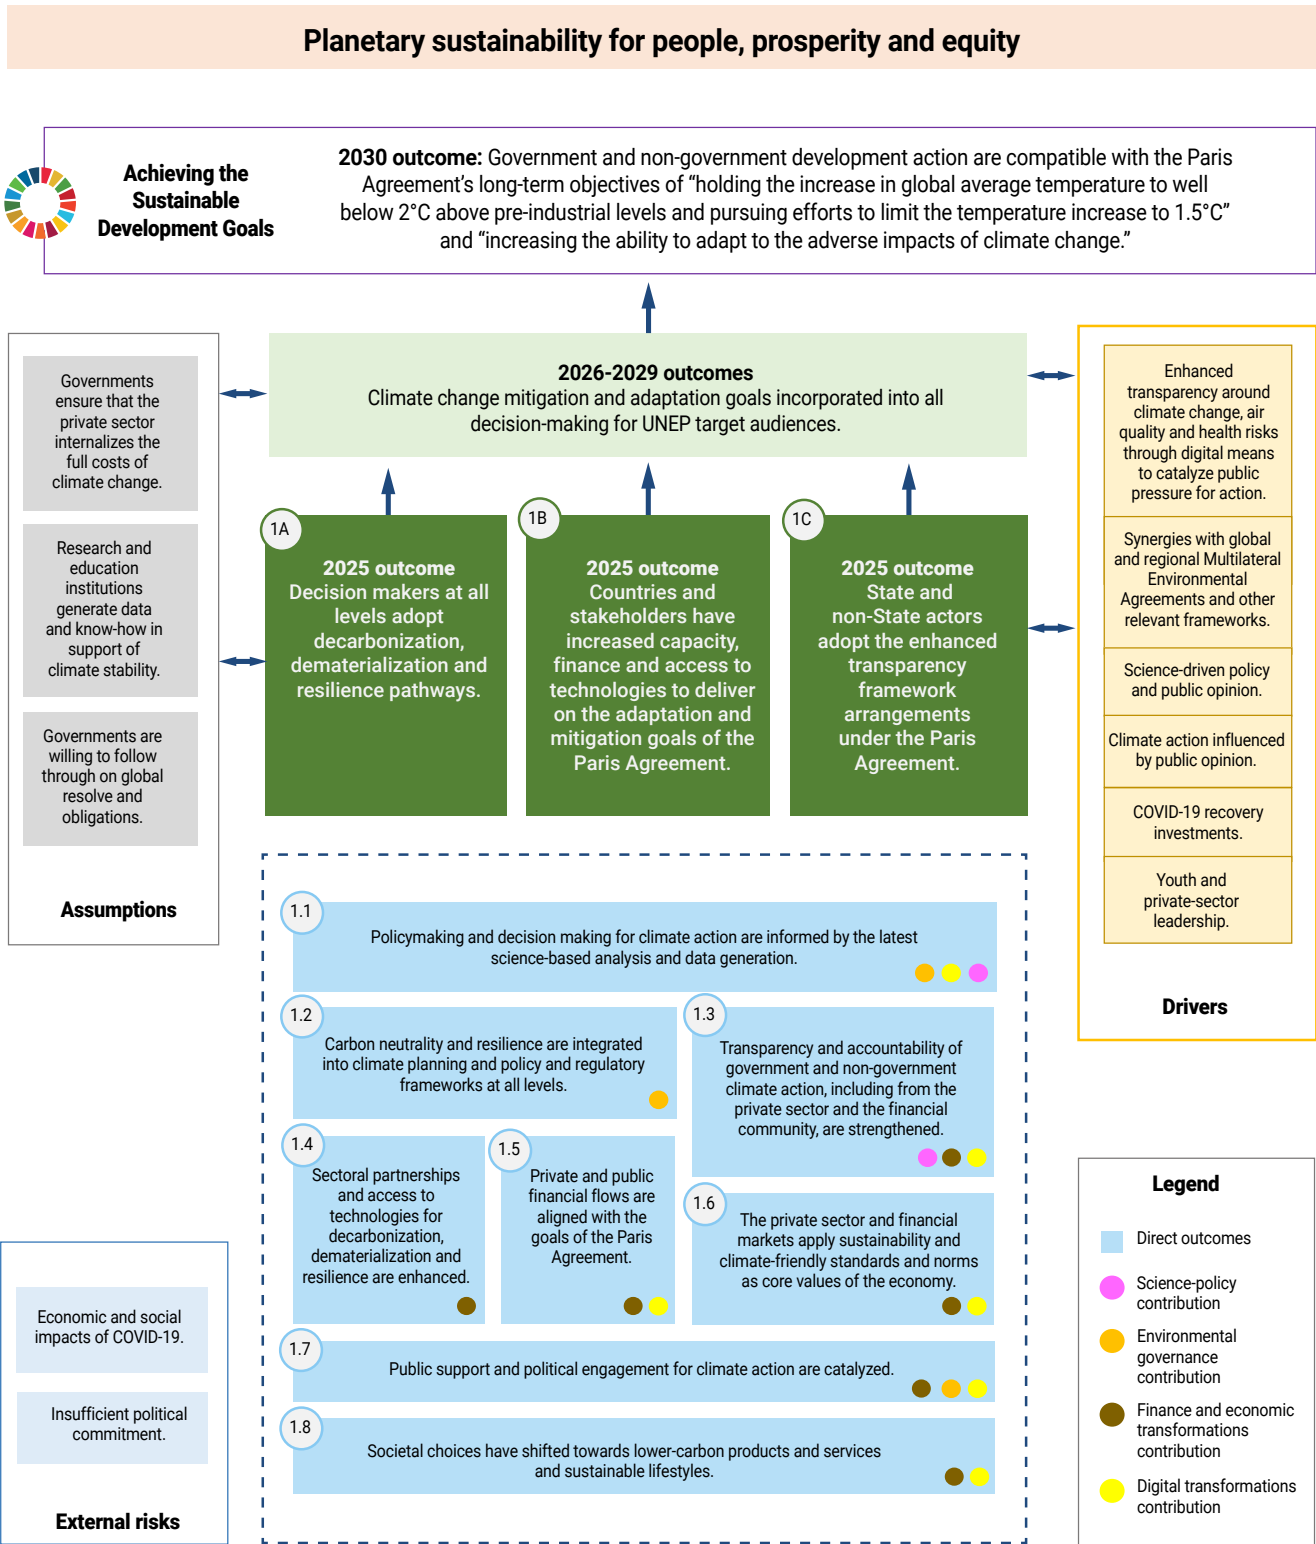 Planetary sustainability for people, prosperity and equity
Achieving the
Sustainable
Development Goals
2030 outcome: Government and non-government development action are compatible with the Paris
Agreement’s long-term objectives of “holding the increase in global average temperature to well
below 2°C above pre-industrial levels and pursuing efforts to limit the temperature increase to 1.5°C”
and “increasing the ability to adapt to the adverse impacts of climate change.”
Governments
ensure that the
private sector
internalizes the
full costs of
climate change.
Research and
education
institutions
generate data
and know-how in
support of
climate stability.
Governments are
willing to follow
through on global
resolve and
obligations.
Assumptions
2026-2029 outcomes
Climate change mitigation and adaptation goals incorporated into all
decision-making for UNEP target audiences.
1A
2025 outcome
Decision makers at all
levels adopt
decarbonization,
dematerialization and
resilience pathways.
1B
2025 outcome
Countries and
stakeholders have
increased capacity,
finance and access to
technologies to deliver
on the adaptation and
mitigation goals of the
Paris Agreement.
1C
2025 outcome
State and
non-State actors
adopt the enhanced
transparency
framework
arrangements
under the Paris
Agreement.
Enhanced
transparency around
climate change, air
quality and health risks
through digital means
to catalyze public
pressure for action.
Synergies with global
and regional Multilateral
Environmental
Agreements and other
relevant frameworks.
Science-driven policy
and public opinion.
Climate action influenced
by public opinion.
COVID-19 recovery
investments.
Youth and
private-sector
leadership.
Drivers
1.1
Policymaking and decision making for climate action are informed by the latest
science-based analysis and data generation.
1.2
Carbon neutrality and resilience are integrated
into climate planning and policy and regulatory
frameworks at all levels.
1.3
Transparency and accountability of
government and non-government
climate action, including from the
private sector and the financial
community, are strengthened.
1.4
Sectoral partnerships
and access to
technologies for
decarbonization,
dematerialization and
resilience are enhanced.
1.5
Private and public
financial flows are
aligned with the
goals of the Paris
Agreement.
1.6
The private sector and financial
markets apply sustainability and
climate-friendly standards and norms
as core values of the economy.
1.7
Public support and political engagement for climate action are catalyzed.
1.8
Societal choices have shifted towards lower-carbon products and services
and sustainable lifestyles.
Economic and social
impacts of COVID-19.
Insufficient political
commitment.
External risks
Legend
Direct outcomes
Science-policy
contribution
Environmental
governance
contribution
Finance and economic
transformations
contribution
Digital transformations
contribution